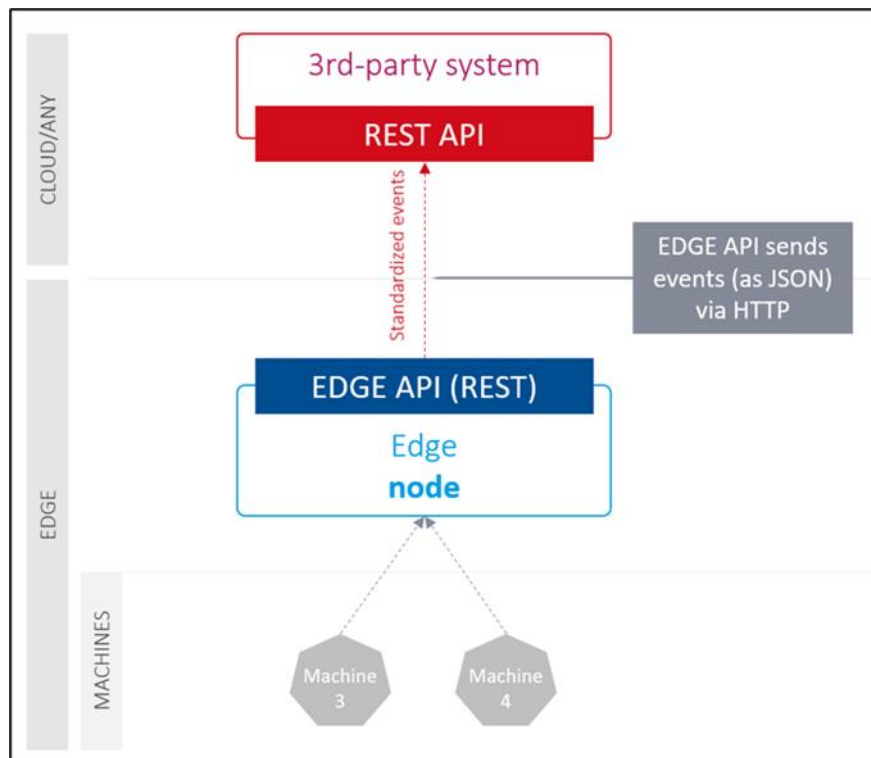 CLOUD/ANY
3rd-party system
REST API
Standardized events
EDGE API sends
events (as JSON)
via HTTP
EDGE
EDGE API (REST)
Edge
node
MACHINES
Machine
3
Machine
4